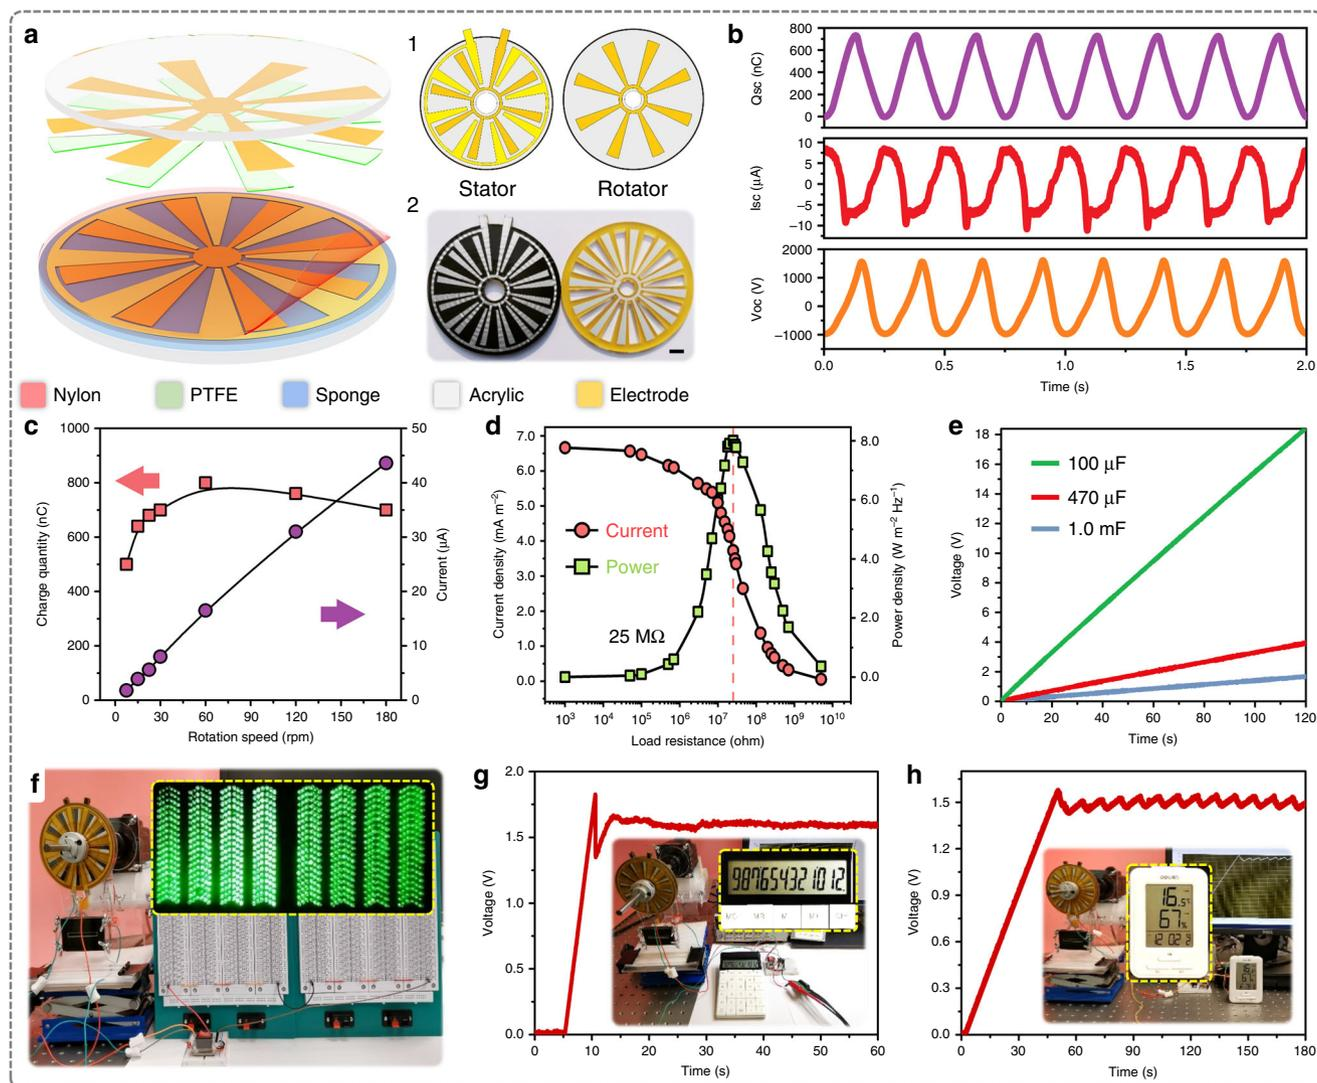 a
1
Stator
Rotator
2
Nylon
PTFE
Sponge
Acrylic
Electrode
b
Qsc (nC)
800
600
400
200
0
Isc (µA)
10
5
0
−5
−10
Voc (V)
2000
1000
0
−1000
0.0
0.5
1.0
1.5
2.0
Time (s)
c
Charge quantity (nC)
1000
800
600
400
200
0
Current (µA)
50
40
30
20
10
0
0
30
60
90
120
150
180
Rotation speed (rpm)
d
Current density (mA m⁻²)
7.0
6.0
5.0
4.0
3.0
2.0
1.0
0.0
Current
Power
25 MΩ
Power density (W m⁻² Hz⁻¹)
8.0
6.0
4.0
2.0
0.0
10³
10⁴
10⁵
10⁶
10⁷
10⁸
10⁹
10¹⁰
Load resistance (ohm)
e
Voltage (V)
18
16
14
12
10
8
6
4
2
0
100 µF
470 µF
1.0 mF
0
20
40
60
80
100
120
Time (s)
f
g
Voltage (V)
2.0
1.5
1.0
0.5
0.0
987654321012.
0
10
20
30
40
50
60
Time (s)
h
Voltage (V)
1.5
1.2
0.9
0.6
0.3
0.0
16.5
67%
0
30
60
90
120
150
180
Time (s)